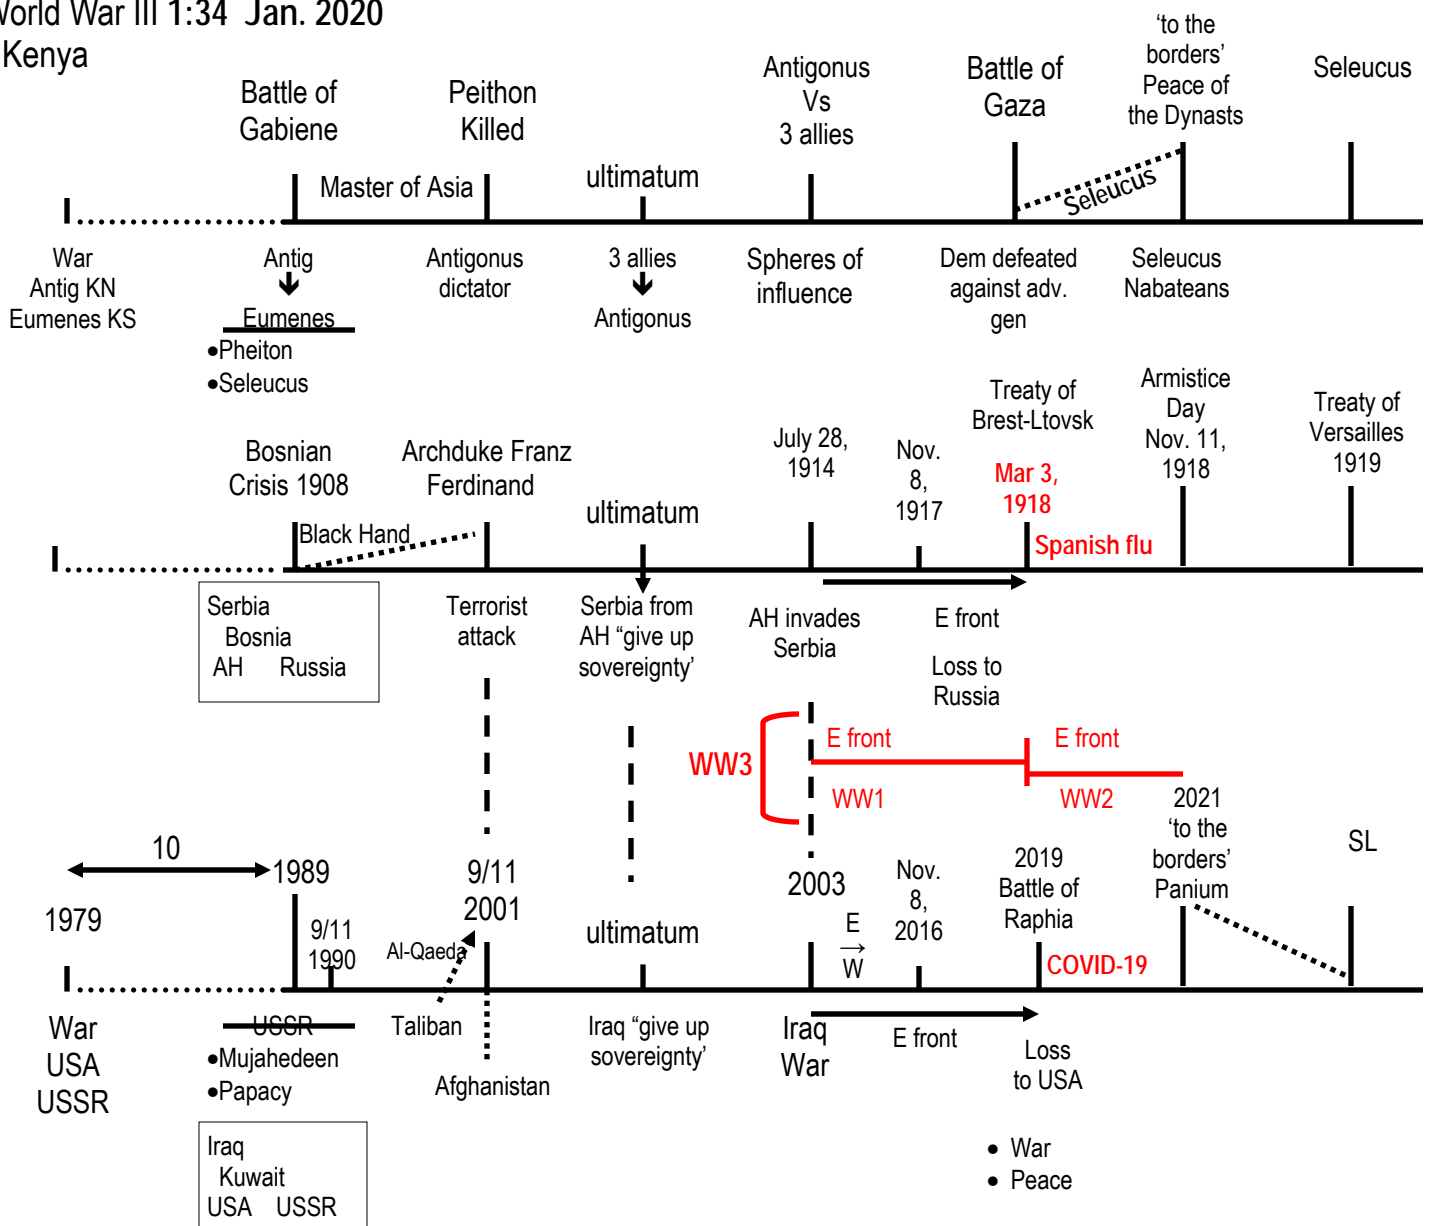 World War III 1:34 Jan. 2020
Kenya
Battle of
Gabiene
Peithon
Killed
Antigonus
Vs
3 allies
Battle of
Gaza
‘to the
borders’
Peace of
the Dynasts
Seleucus
Master of Asia
ultimatum
Seleucus
War
Antig KN
Eumenes KS
Antig
Eumenes
•Pheiton
•Seleucus
Antigonus
dictator
3 allies
Antigonus
Spheres of
influence
Dem defeated
against adv.
gen
Seleucus
Nabateans
Bosnian
Crisis 1908
Archduke Franz
Ferdinand
ultimatum
July 28,
1914
Nov.
8,
1917
Treaty of
Brest-Ltovsk
Mar 3,
1918
Armistice
Day
Nov. 11,
1918
Treaty of
Versailles
1919
Black Hand
Spanish flu
Serbia
Bosnia
AH Russia
Terrorist
attack
Serbia from
AH “give up
sovereignty’
AH invades
Serbia
E front
Loss to
Russia
WW3
E front
WW1
E front
WW2
10
1979
1989
9/11
1990
Al-Qaeda
9/11
2001
ultimatum
2003
E
→
W
Nov.
8,
2016
2019
Battle of
Raphia
COVID-19
2021
‘to the
borders’
Panium
SL
War
USA
USSR
USSR
•Mujahedeen
•Papacy
Taliban
Afghanistan
Iraq “give up
sovereignty’
Iraq
War
E front
Loss
to USA
Iraq
Kuwait
USA USSR
• War
• Peace